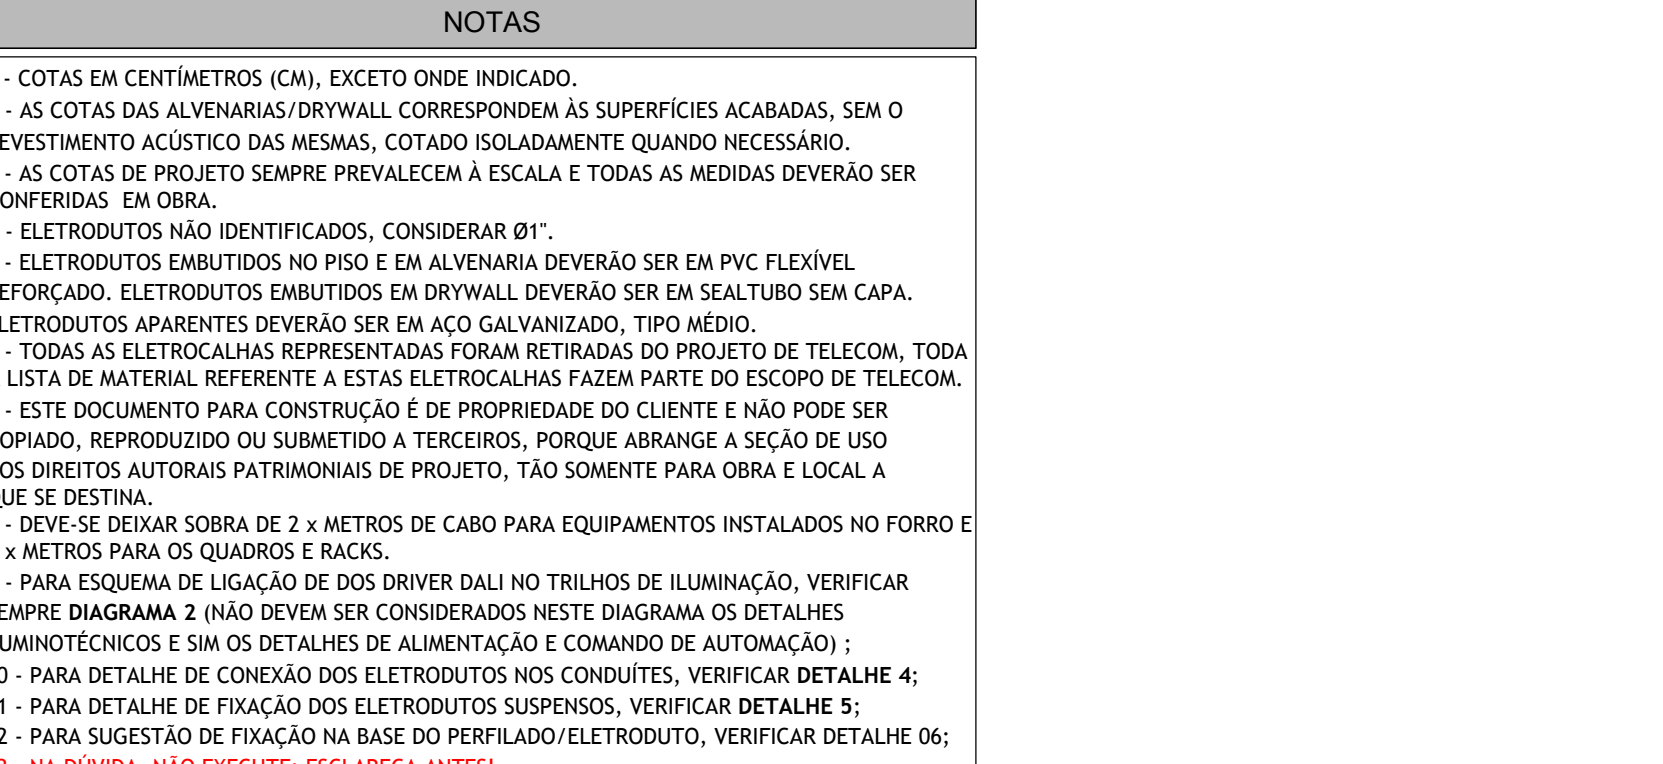 NOTAS
- COTAS EM CENTÍMETROS (CM), EXCETO ONDE INDICADO.
- AS COTAS DAS ALVENARIAS/DRYWALL CORRESPONDEM ÀS SUPERFÍCIES ACABADAS, SEM O
EVESTIMENTO ACÚSTICO DAS MESMAS, COTADO ISOLADAMENTE QUANDO NECESSÁRIO.
- AS COTAS DE PROJETO SEMPRE PREVALECEM À ESCALA E TODAS AS MEDIDAS DEVERÃO SER
ONFERIDAS EM OBRA.
- ELETRODUTOS NÃO IDENTIFICADOS, CONSIDERAR Ø1".
- ELETRODUTOS EMBUTIDOS NO PISO E EM ALVENARIA DEVERÃO SER EM PVC FLEXÍVEL
EFORÇADO. ELETRODUTOS EMBUTIDOS EM DRYWALL DEVERÃO SER EM SEALTUBO SEM CAPA.
LETRODUTOS APARENTES DEVERÃO SER EM AÇO GALVANIZADO, TIPO MÉDIO.
- TODAS AS ELETROCALHAS REPRESENTADAS FORAM RETIRADAS DO PROJETO DE TELECOM, TODA
LISTA DE MATERIAL REFERENTE A ESTAS ELETROCALHAS FAZEM PARTE DO ESCOPO DE TELECOM.
- ESTE DOCUMENTO PARA CONSTRUÇÃO É DE PROPRIEDADE DO CLIENTE E NÃO PODE SER
OPIADO, REPRODUZIDO OU SUBMETIDO A TERCEIROS, PORQUE ABRANGE A SEÇÃO DE USO
OS DIREITOS AUTORAIS PATRIMONIAIS DE PROJETO, TÃO SOMENTE PARA OBRA E LOCAL A
QUE SE DESTINA.
- DEVE-SE DEIXAR SOBRA DE 2 x METROS DE CABO PARA EQUIPAMENTOS INSTALADOS NO FORRO E
x METROS PARA OS QUADROS E RACKS.
- PARA ESQUEMA DE LIGAÇÃO DE DOS DRIVER DALI NO TRILHOS DE ILUMINAÇÃO, VERIFICAR
EMPRE DIAGRAMA 2 (NÃO DEVEM SER CONSIDERADOS NESTE DIAGRAMA OS DETALHES
UMINOTÉCNICOS E SIM OS DETALHES DE ALIMENTAÇÃO E COMANDO DE AUTOMAÇÃO) ;
0 - PARA DETALHE DE CONEXÃO DOS ELETRODUTOS NOS CONDUÍTES, VERIFICAR DETALHE 4;
1 - PARA DETALHE DE FIXAÇÃO DOS ELETRODUTOS SUSPENSOS, VERIFICAR DETALHE 5;
2 - PARA SUGESTÃO DE FIXAÇÃO NA BASE DO PERFILADO/ELETRODUTO, VERIFICAR DETALHE 06;
3 - NA DÚVIDA, NÃO EXECUTE: ESCLAREÇA ANTES!